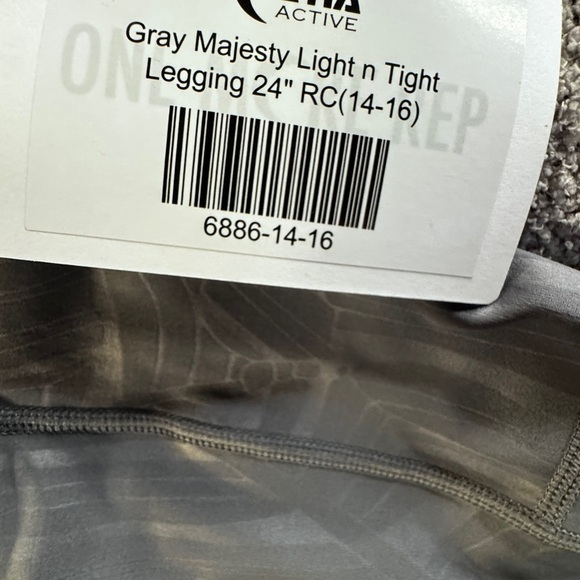 ACTIVE
Gray Majesty Light n Tight
Legging 24" RC(14-16)
6886-14-16